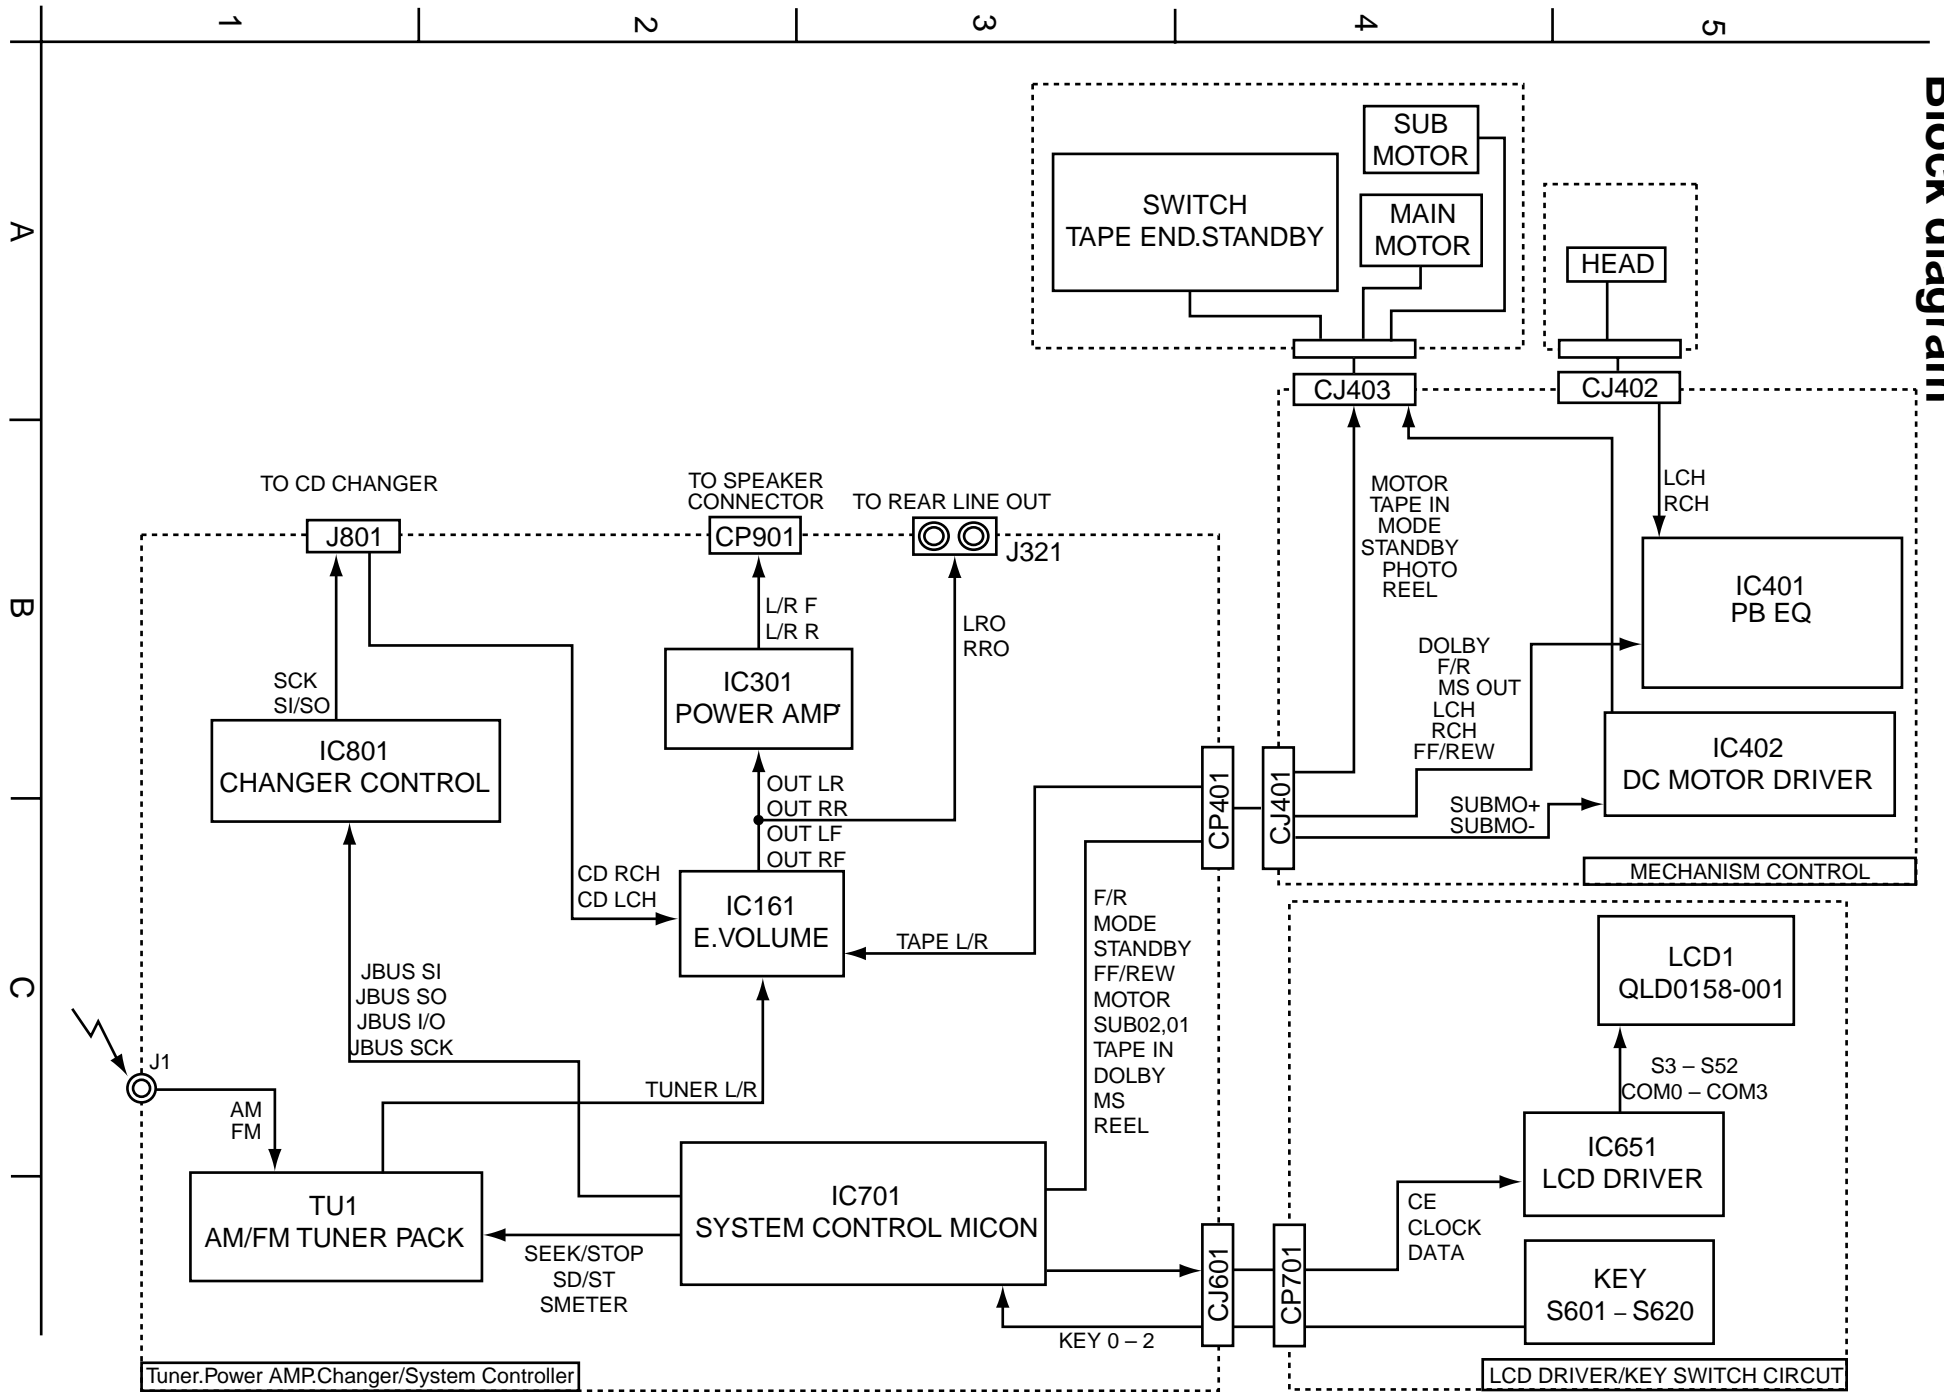 1
2
3
4
5
Block diagram
A
B
C
SUB
MOTOR
SWITCH
TAPE END.STANDBY
MAIN
MOTOR
HEAD
CJ403
CJ402
LCH
RCH
MOTOR
TAPE IN
MODE
STANDBY
PHOTO
REEL
IC401
PB EQ
DOLBY
F/R
MS OUT
LCH
RCH
FF/REW
IC402
DC MOTOR DRIVER
SUBMO+
SUBMO-
CP401
CJ401
MECHANISM CONTROL
TO CD CHANGER
TO SPEAKER
CONNECTOR
TO REAR LINE OUT
J801
CP901
J321
L/R F
L/R R
LRO
RRO
SCK
SI/SO
IC301
POWER AMP
IC801
CHANGER CONTROL
OUT LR
OUT RR
OUT LF
OUT RF
CD RCH
CD LCH
IC161
E.VOLUME
TAPE L/R
F/R
MODE
STANDBY
FF/REW
MOTOR
SUB02,01
TAPE IN
DOLBY
MS
REEL
JBUS SI
JBUS SO
JBUS I/O
JBUS SCK
J1
AM
FM
TUNER L/R
TU1
AM/FM TUNER PACK
IC701
SYSTEM CONTROL MICON
SEEK/STOP
SD/ST
SMETER
KEY 0 – 2
CJ601
CP701
LCD1
QLD0158-001
S3 – S52
COM0 – COM3
IC651
LCD DRIVER
CE
CLOCK
DATA
KEY
S601 – S620
Tuner.Power AMP.Changer/System Controller
LCD DRIVER/KEY SWITCH CIRCUT